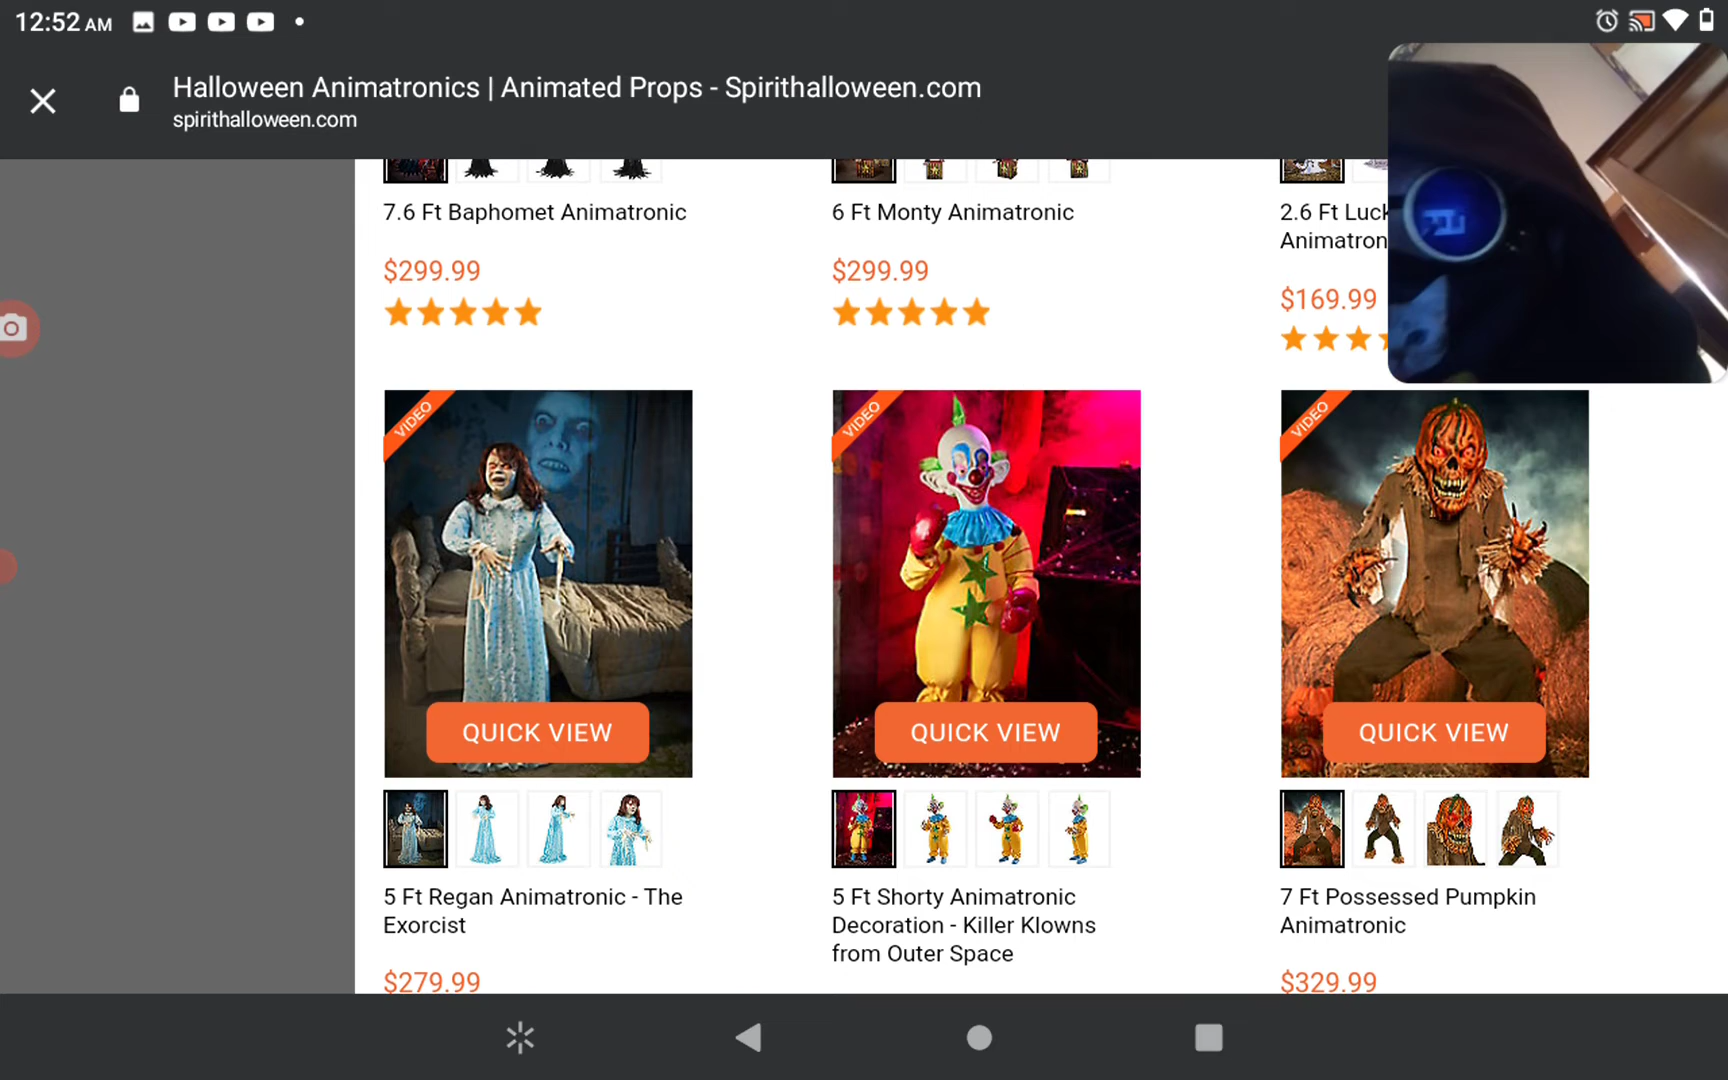 12:52 AM
Halloween Animatronics | Animated Props - Spirithalloween.com
spirithalloween.com
7.6 Ft Baphomet Animatronic
$299.99
6 Ft Monty Animatronic
$299.99
2.6 Ft
$169.99
VIDEO
QUICK VIEW
5 Ft Regan Animatronic - The
Exorcist
$279.99
VIDEO
QUICK VIEW
5 Ft Shorty Animatronic
Decoration - Killer Klowns
from Outer Space
VIDEO
QUICK VIEW
7 Ft Possessed Pumpkin
Animatronic
$329.99